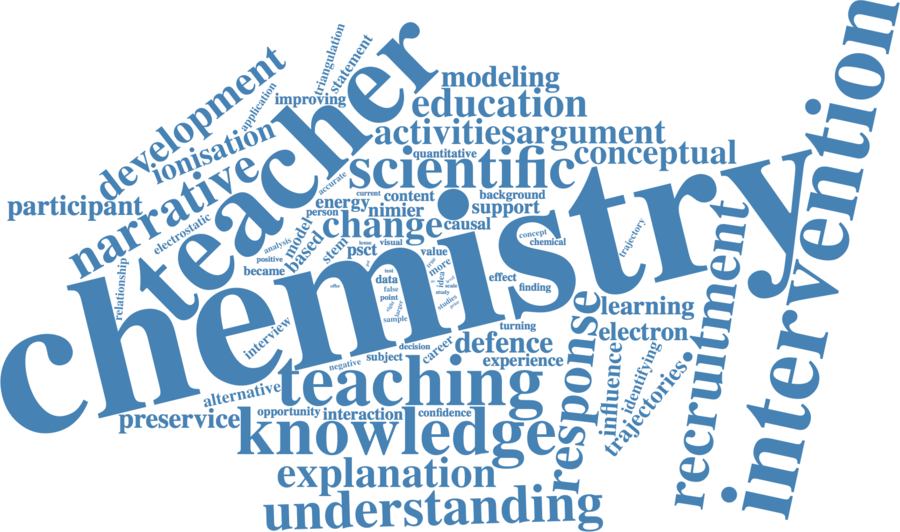 chemistry
teacher
intervention
knowledge
teaching
scientific
understanding
development
narrative
recruitment
response
education
explanation
change
modeling
activities
argument
conceptual
ionisation
participant
improving
application
triangulation
statement
quantitative
accurate
current
content
background
energy
nimier
support
person
causal
electrostatic
model
based
stem
psct
visual
value
concept
chemical
trajectory
analysis
positive
became
relationship
test
data
false
point
sample
more
idea
scale
study
studies
effect
finding
learning
electron
turning
defence
experience
career
decision
subject
negative
interview
alternative
preservice
opportunity
interaction
confidence
influence
identifying
trajectories.